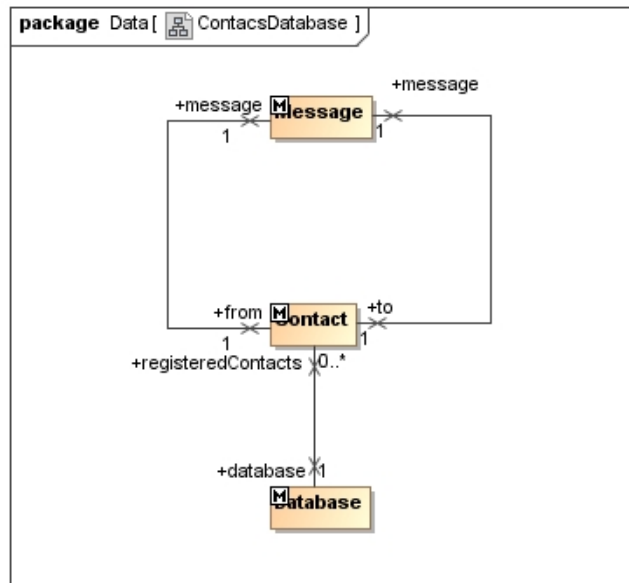 package Data [ ContacsDatabase ]
+message
+message
M
Message
1
1
+from
M
Contact
+to
1
1
+registeredContacts
0..*
+database
1
M
Database